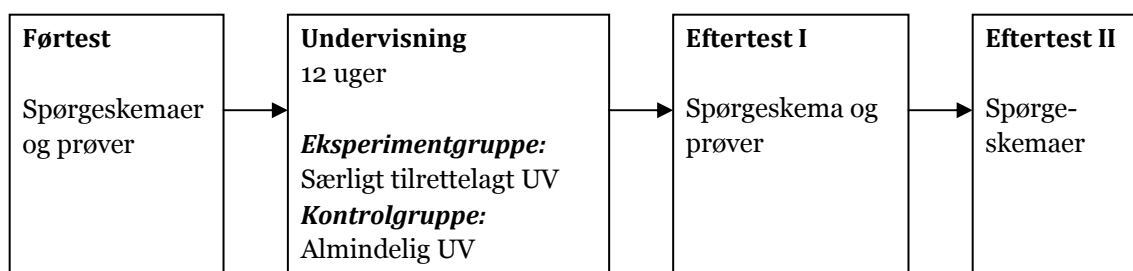 Førtest
Spørgeskemaer
og prøver
Undervisning
12 uger
Eksperimentgruppe:
Særligt tilrettelagt UV
Kontrolgruppe:
Almindelig UV
Eftertest I
Spørgeskema og
prøver
Eftertest II
Spørge-
skemaer